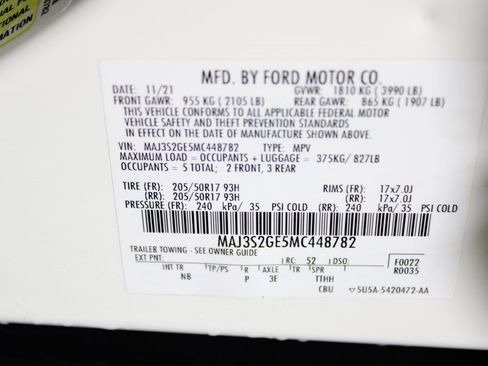 MATION
MFD. BY FORD MOTOR CO.
DATE: 11/21 GVWR: 1810 KG ( 3990 LB)
FRONT GAWR: 955 KG ( 2105 LB) REAR GAWR: 865 KG ( 1907 LB)
THIS VEHICLE CONFORMS TO ALL APPLICABLE FEDERAL MOTOR
VEHICLE SAFETY AND THEFT PREVENTION STANDARDS
IN EFFECT ON THE DATE OF MANUFACTURE SHOWN ABOVE.
VIN: MAJ3S2GE5MC448782 TYPE: MPV
MAXIMUM LOAD = OCCUPANTS + LUGGAGE = 375KG/ 827LB
OCCUPANTS = 5 TOTAL; 2 FRONT, 3 REAR
TIRE (FR): 205/50R17 93H RIMS (FR): 17x7.0J
(RR): 205/50R17 93H (RR): 17x7.0J
PRESSURE (FR): 240 kPa/ 35 PSI COLD (RR): 240 kPa/ 35 PSI COLD
MAJ3S2GE5MC448782
TRAILER TOWING - SEE OWNER GUIDE
EXT PNT: RC: 52 DSO: F0022
R0035
INT TR TP/PS R AXLE TR SPR
NB P 3E TTHH
CBU 5U5A-5420472-AA